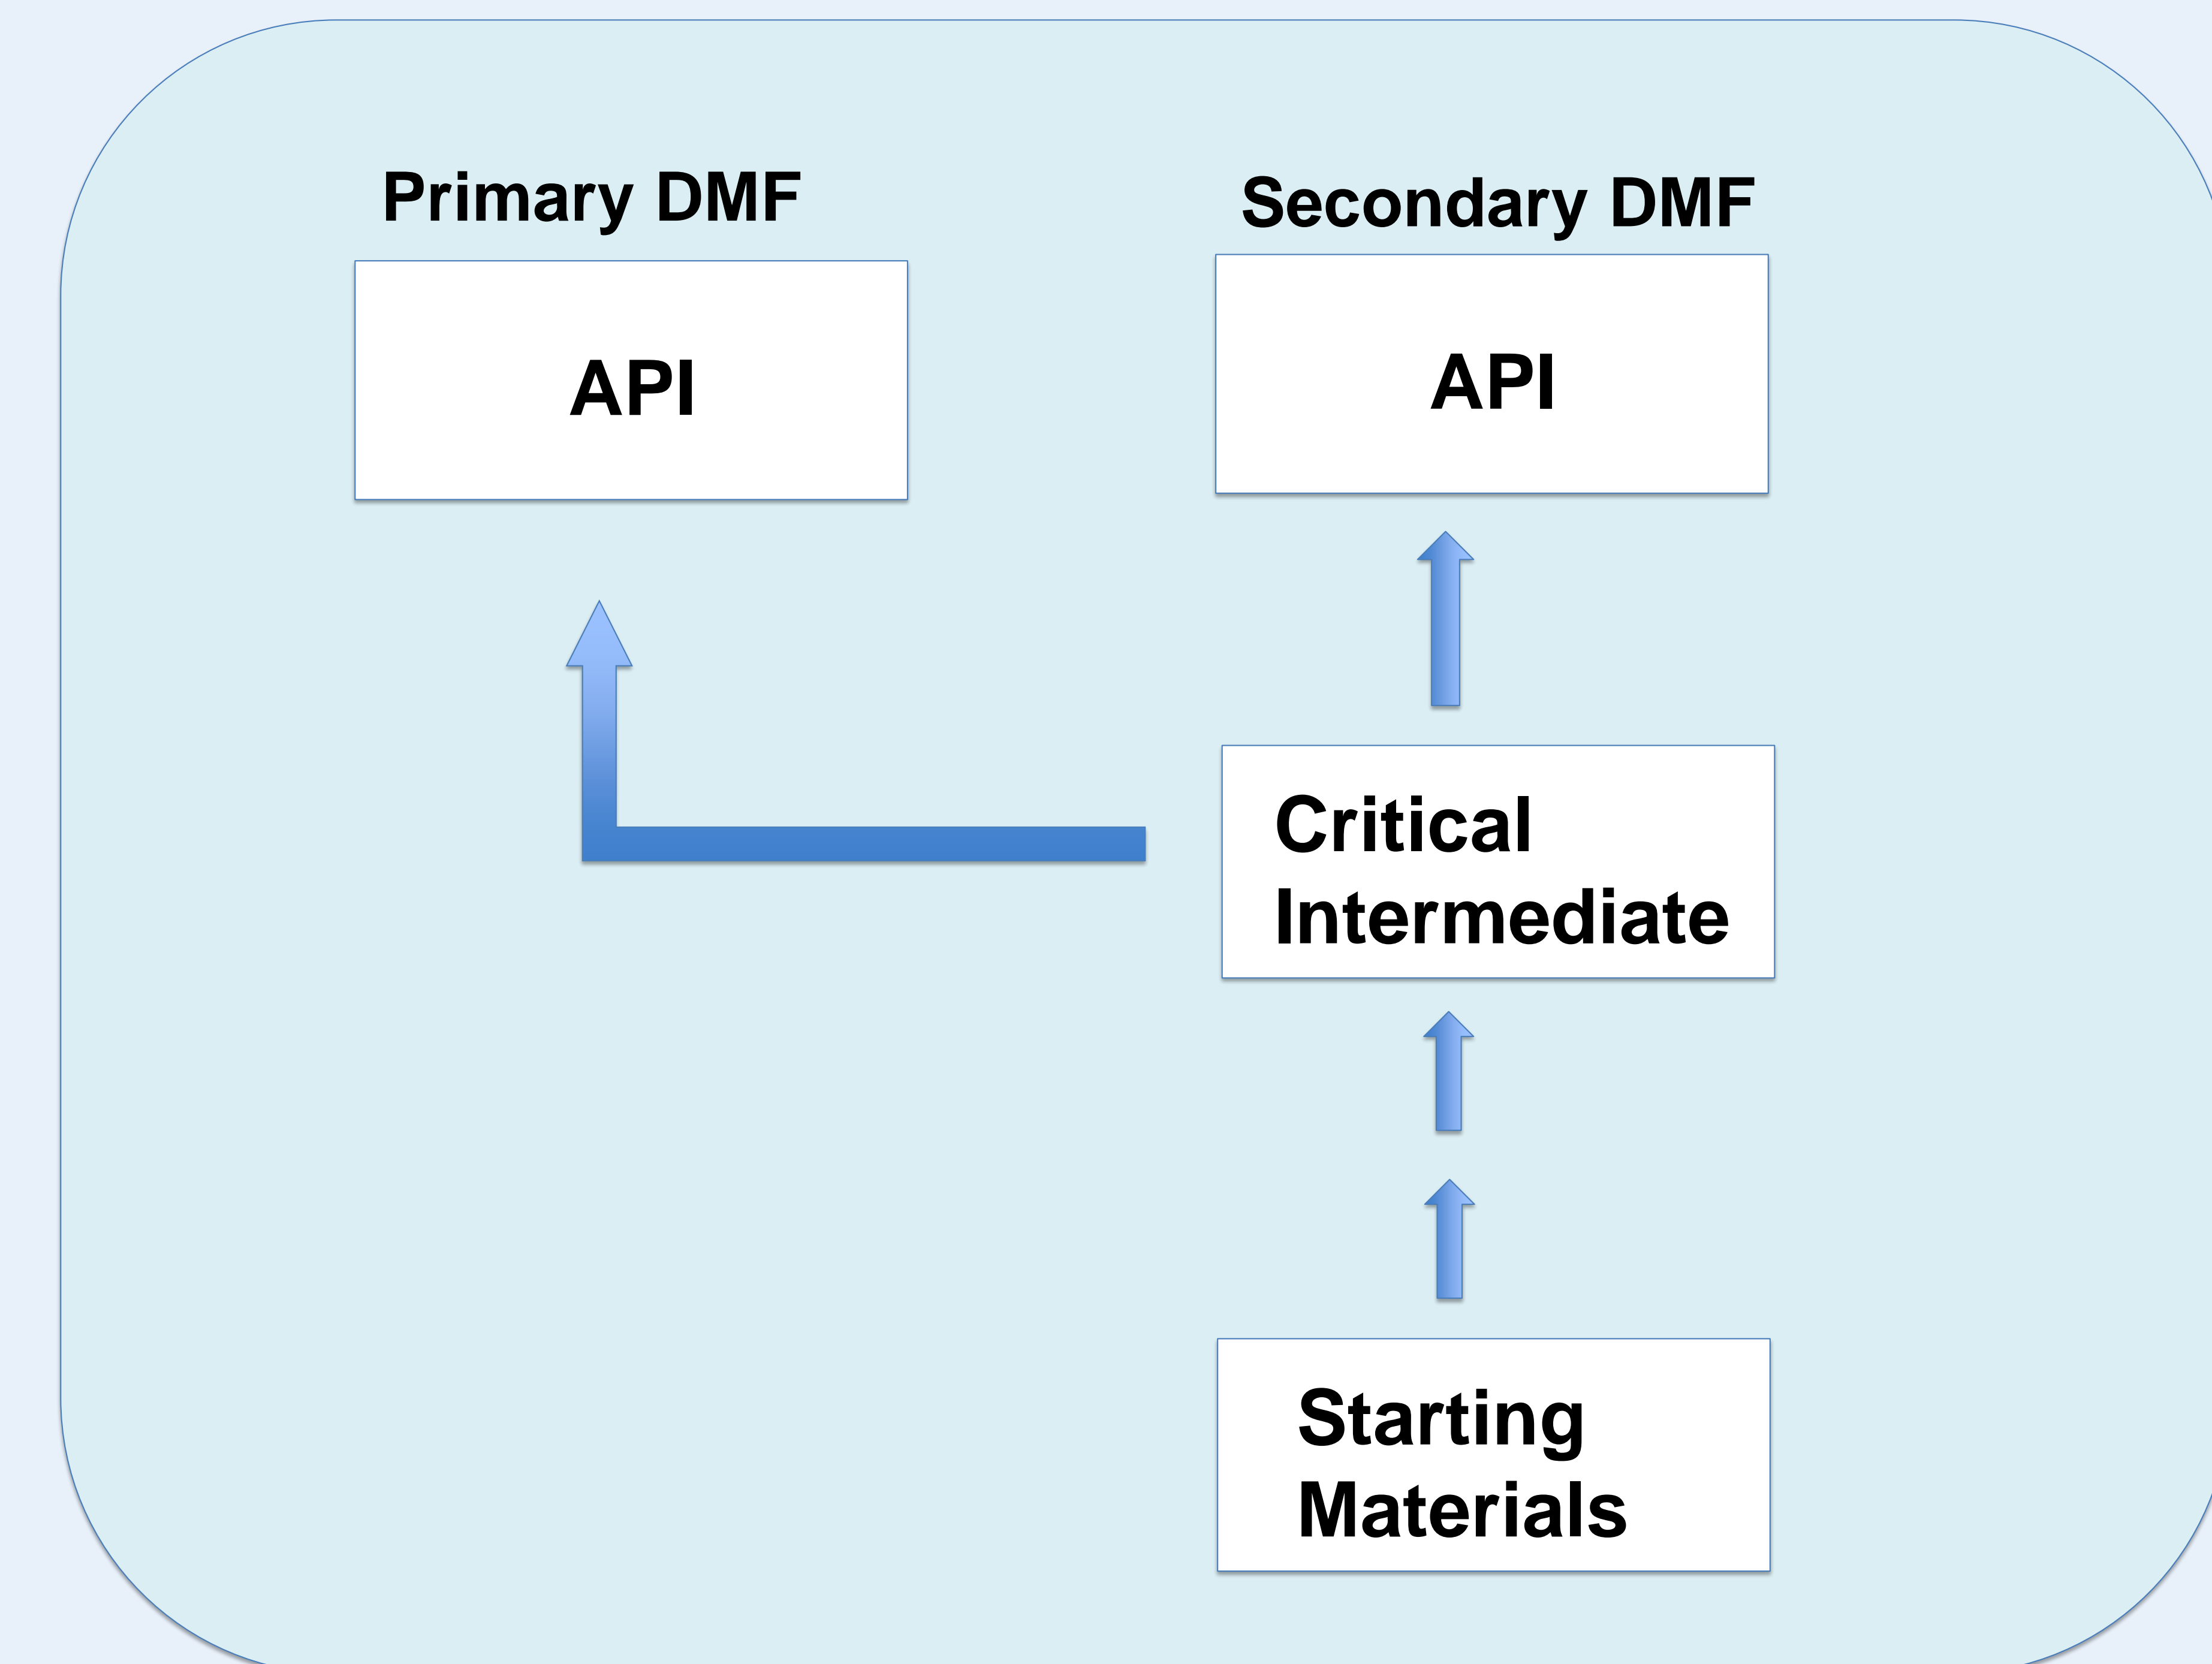 Primary DMF
Secondary DMF
API
API
Critical
Intermediate
Starting
Materials